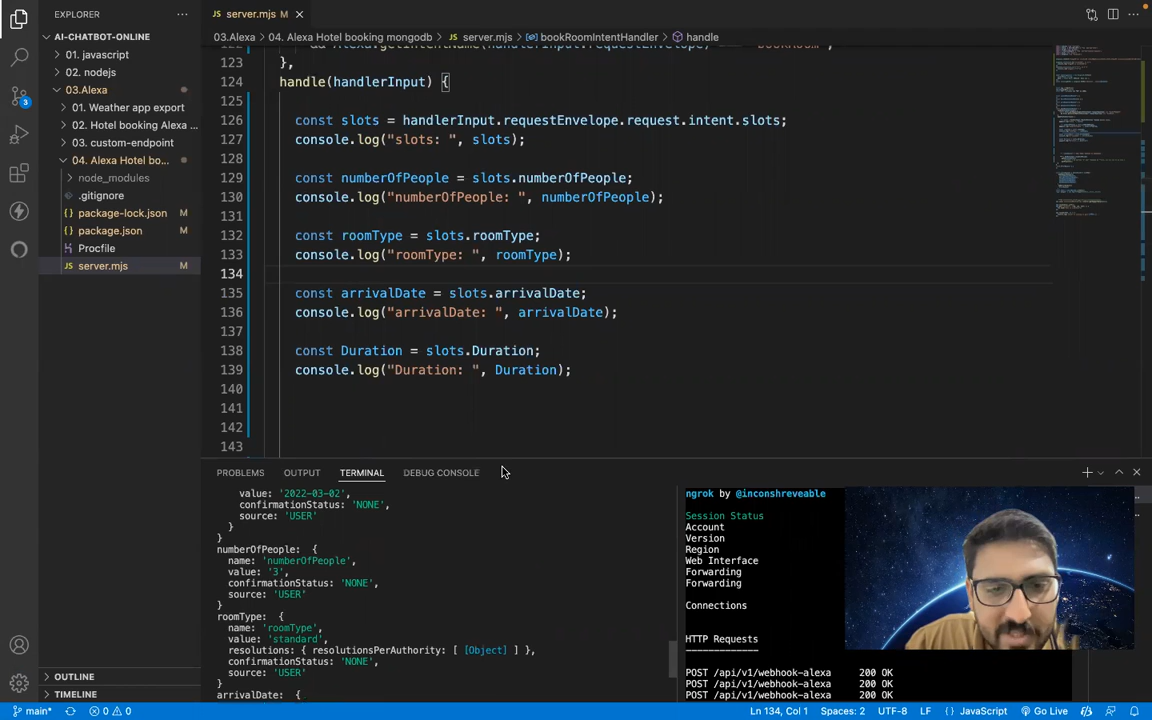 EXPLORER
AI-CHATBOT-ONLINE
01. javascript
02. nodejs
03.Alexa
01. Weather app export
02. Hotel booking Alexa ...
03. custom-endpoint
04. Alexa Hotel bo...
node_modules
.gitignore
package-lock.json M
package.json M
Procfile
server.mjs M
OUTLINE
TIMELINE
server.mjs M
03.Alexa > 04. Alexa Hotel booking mongodb > server.mjs > bookRoomIntentHandler > handle
123 },
124 handle(handlerInput) {
125
126 const slots = handlerInput.requestEnvelope.request.intent.slots;
127 console.log("slots: ", slots);
128
129 const numberOfPeople = slots.numberOfPeople;
130 console.log("numberOfPeople: ", numberOfPeople);
131
132 const roomType = slots.roomType;
133 console.log("roomType: ", roomType);
134
135 const arrivalDate = slots.arrivalDate;
136 console.log("arrivalDate: ", arrivalDate);
137
138 const Duration = slots.Duration;
139 console.log("Duration: ", Duration);
140
141
142
143
PROBLEMS OUTPUT TERMINAL DEBUG CONSOLE
value: '2022-03-02',
confirmationStatus: 'NONE',
source: 'USER'
}
}
numberOfPeople: {
name: 'numberOfPeople',
value: '3',
confirmationStatus: 'NONE',
source: 'USER'
}
roomType: {
name: 'roomType',
value: 'standard',
resolutions: { resolutionsPerAuthority: [ [Object] ] },
confirmationStatus: 'NONE',
source: 'USER'
}
arrivalDate: {
ngrok by @inconshreveable
Session Status
Account
Version
Region
Web Interface
Forwarding
Forwarding
Connections
HTTP Requests
-------------
POST /api/v1/webhook-alexa 200 OK
POST /api/v1/webhook-alexa 200 OK
POST /api/v1/webhook-alexa 200 OK
main* 0 0 Ln 134, Col 1 Spaces: 2 UTF-8 LF JavaScript Go Live
3